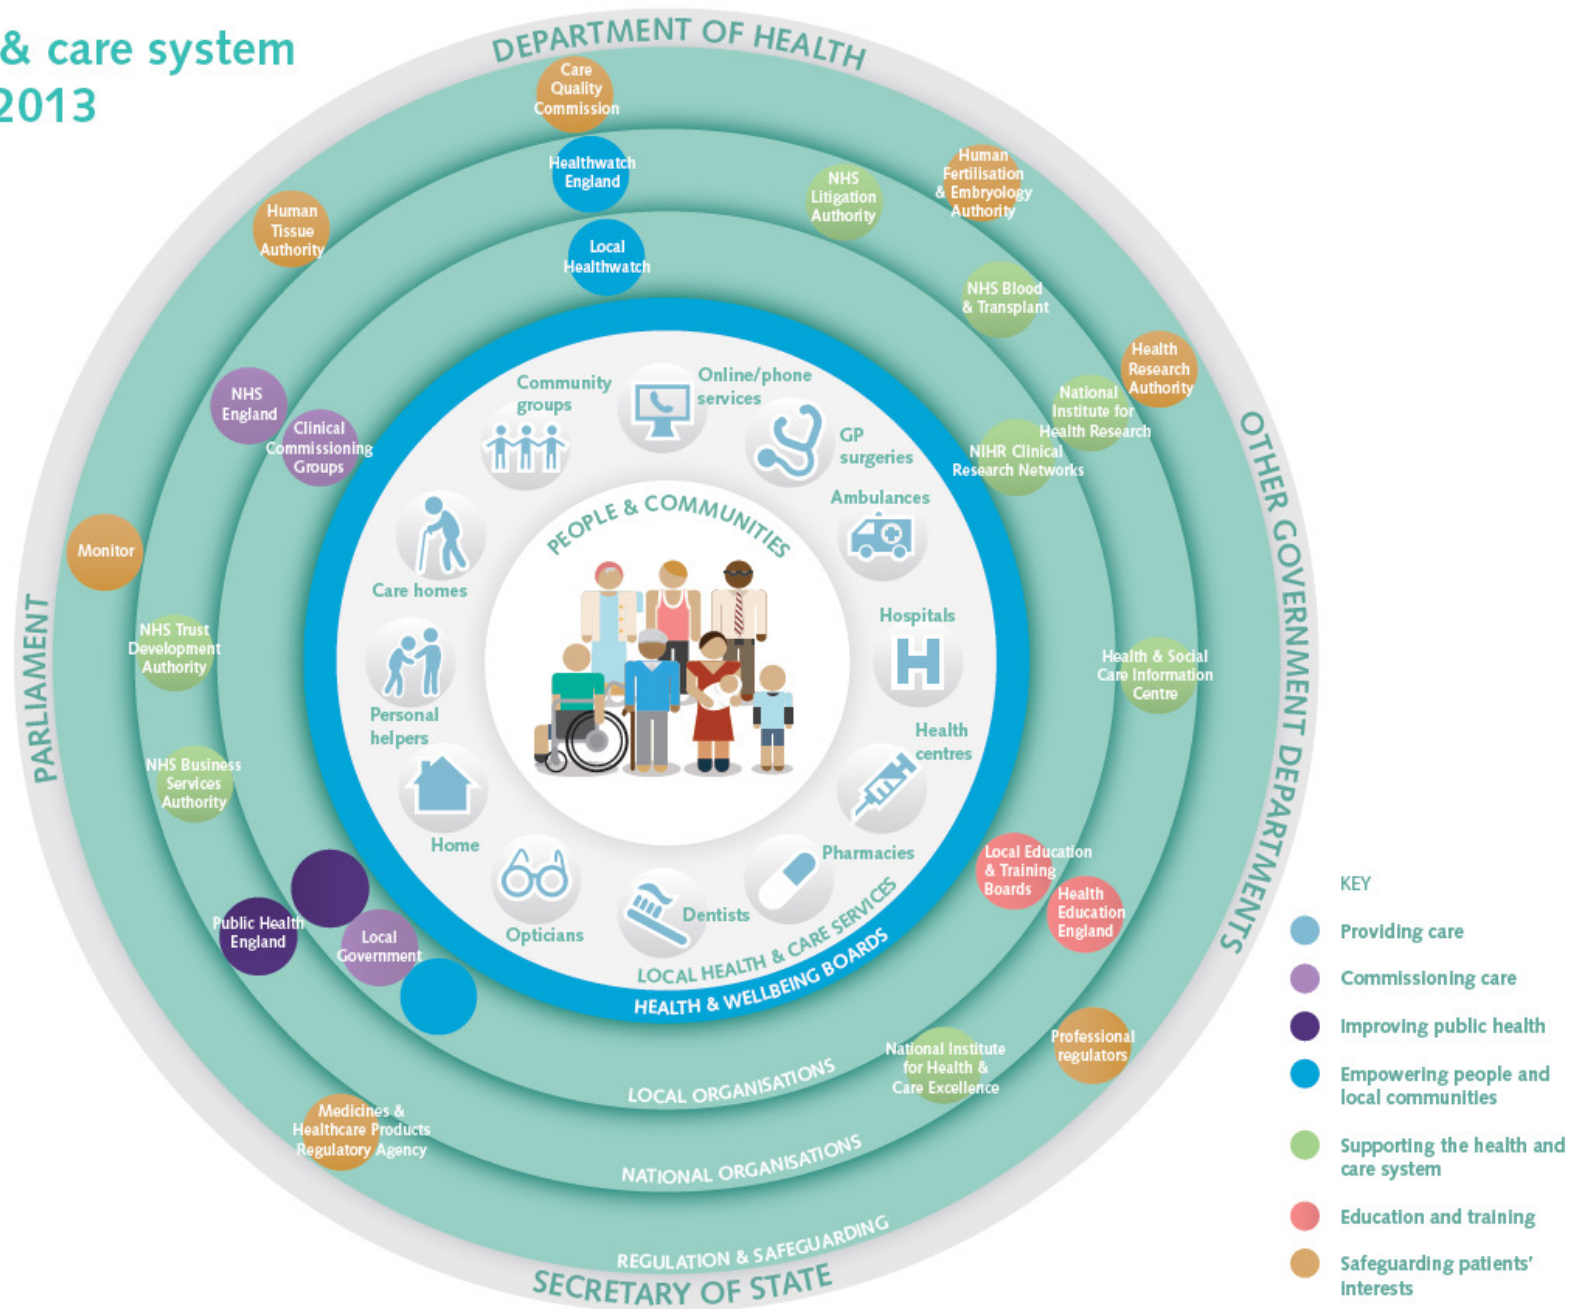 & care system
2013
DEPARTMENT OF HEALTH
Care
Quality
Commission
Healthwatch
England
Local
Healthwatch
NHS
Litigation
Authority
Human
Fertilisation
& Embryology
Authority
Human
Tissue
Authority
NHS Blood
& Transplant
Health
Research
Authority
National
Institute for
Health Research
NIHR Clinical
Research Networks
NHS
England
Clinical
Commissioning
Groups
Monitor
NHS Trust
Development
Authority
NHS Business
Services
Authority
PARLIAMENT
OTHER GOVERNMENT DEPARTMENTS
Community
groups
Online/phone
services
GP
surgeries
Ambulances
Hospitals
Health
centres
Pharmacies
Dentists
Opticians
Home
Personal
helpers
Care homes
PEOPLE & COMMUNITIES
LOCAL HEALTH & CARE SERVICES
HEALTH & WELLBEING BOARDS
Health & Social
Care Information
Centre
Local Education
& Training
Boards
Health
Education
England
Public Health
England
Local
Government
Professional
regulators
National Institute
for Health &
Care Excellence
Medicines &
Healthcare Products
Regulatory Agency
LOCAL ORGANISATIONS
NATIONAL ORGANISATIONS
REGULATION & SAFEGUARDING
SECRETARY OF STATE
KEY
Providing care
Commissioning care
Improving public health
Empowering people and
local communities
Supporting the health and
care system
Education and training
Safeguarding patients'
interests